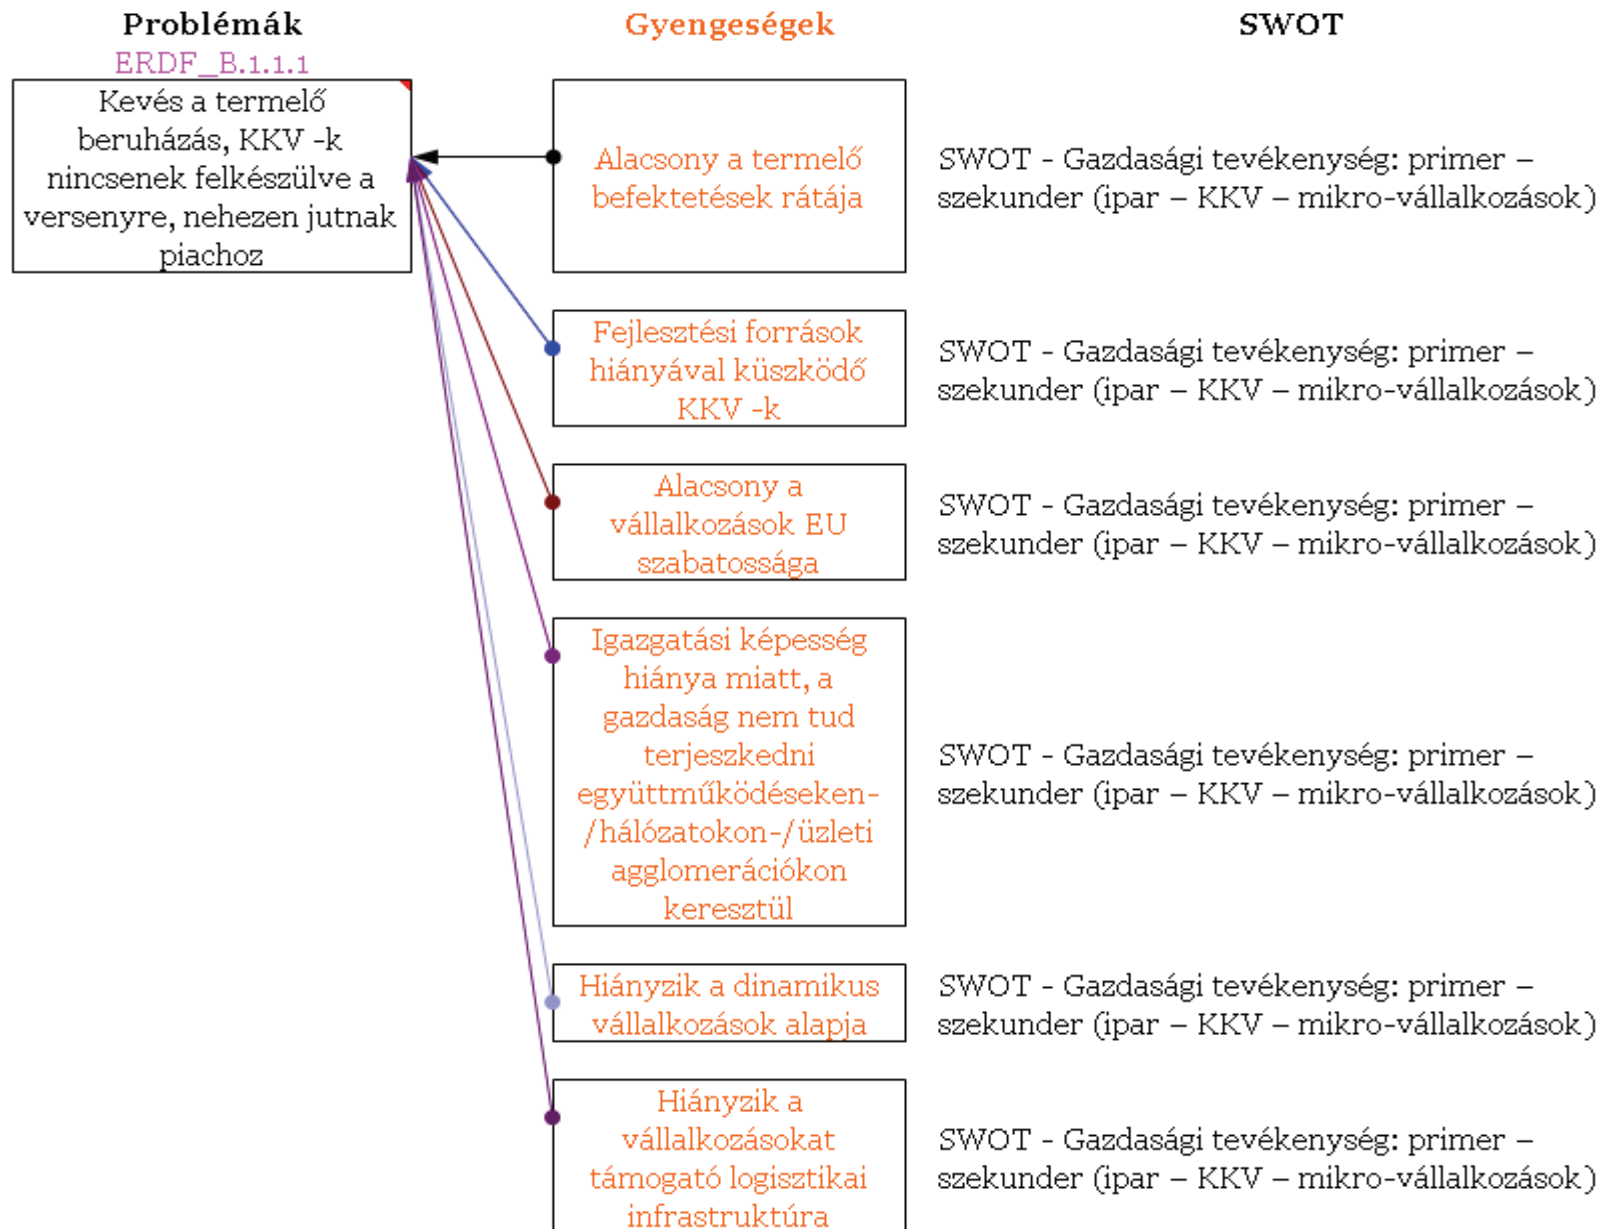 Problémák
Gyengeségek
SWOT
ERDF_B.1.1.1
Kevés a termelő
beruházás, KKV -k
nincsenek felkészülve a
versenyre, nehezen jutnak
piachoz
Alacsony a termelő
befektetések rátája
SWOT - Gazdasági tevékenység: primer –
szekunder (ipar – KKV – mikro-vállalkozások)
Fejlesztési források
hiányával küszködő
KKV -k
SWOT - Gazdasági tevékenység: primer –
szekunder (ipar – KKV – mikro-vállalkozások)
Alacsony a
vállalkozások EU
szabatossága
SWOT - Gazdasági tevékenység: primer –
szekunder (ipar – KKV – mikro-vállalkozások)
Igazgatási képesség
hiánya miatt, a
gazdaság nem tud
terjeszkedni
együttműködéseken-
/hálózatokon-/üzleti
agglomerációkon
keresztül
SWOT - Gazdasági tevékenység: primer –
szekunder (ipar – KKV – mikro-vállalkozások)
Hiányzik a dinamikus
vállalkozások alapja
SWOT - Gazdasági tevékenység: primer –
szekunder (ipar – KKV – mikro-vállalkozások)
Hiányzik a
vállalkozásokat
támogató logisztikai
infrastruktúra
SWOT - Gazdasági tevékenység: primer –
szekunder (ipar – KKV – mikro-vállalkozások)